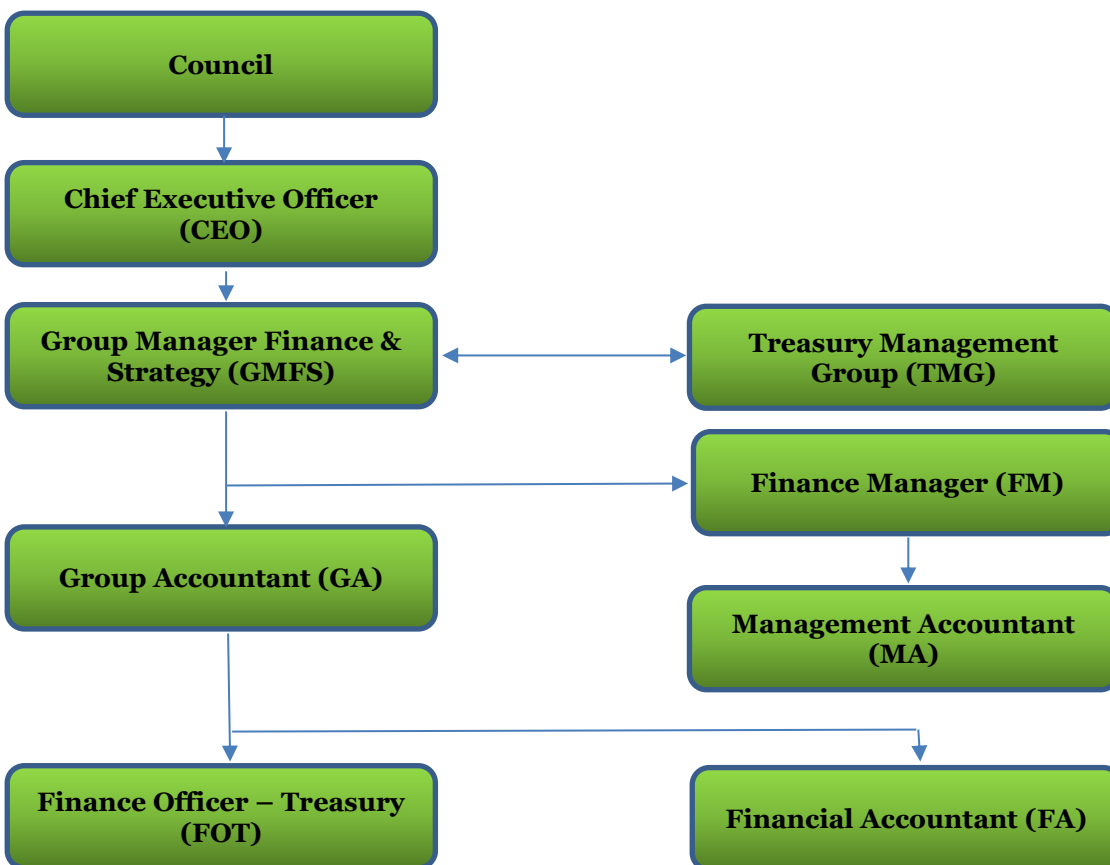 Council
Chief Executive Officer
(CEO)
Group Manager Finance &
Strategy (GMFS)
Treasury Management
Group (TMG)
Finance Manager (FM)
Group Accountant (GA)
Management Accountant
(MA)
Finance Officer – Treasury
(FOT)
Financial Accountant (FA)